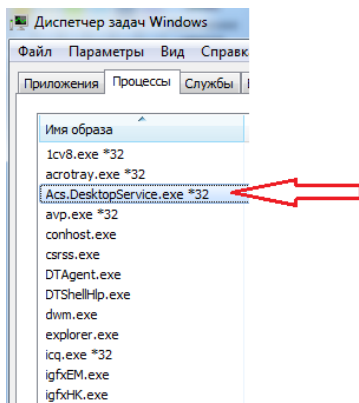 Диспетчер задач Windows
Файл Параметры Вид Справк
Приложения Процессы Службы
Имя образа
1cv8.exe *32
acrotray.exe *32
Acs.DesktopService.exe *32
avp.exe *32
conhost.exe
csrss.exe
DTAgent.exe
DTShellHlp.exe
dwm.exe
explorer.exe
icq.exe *32
igfxEM.exe
igfxHK.exe